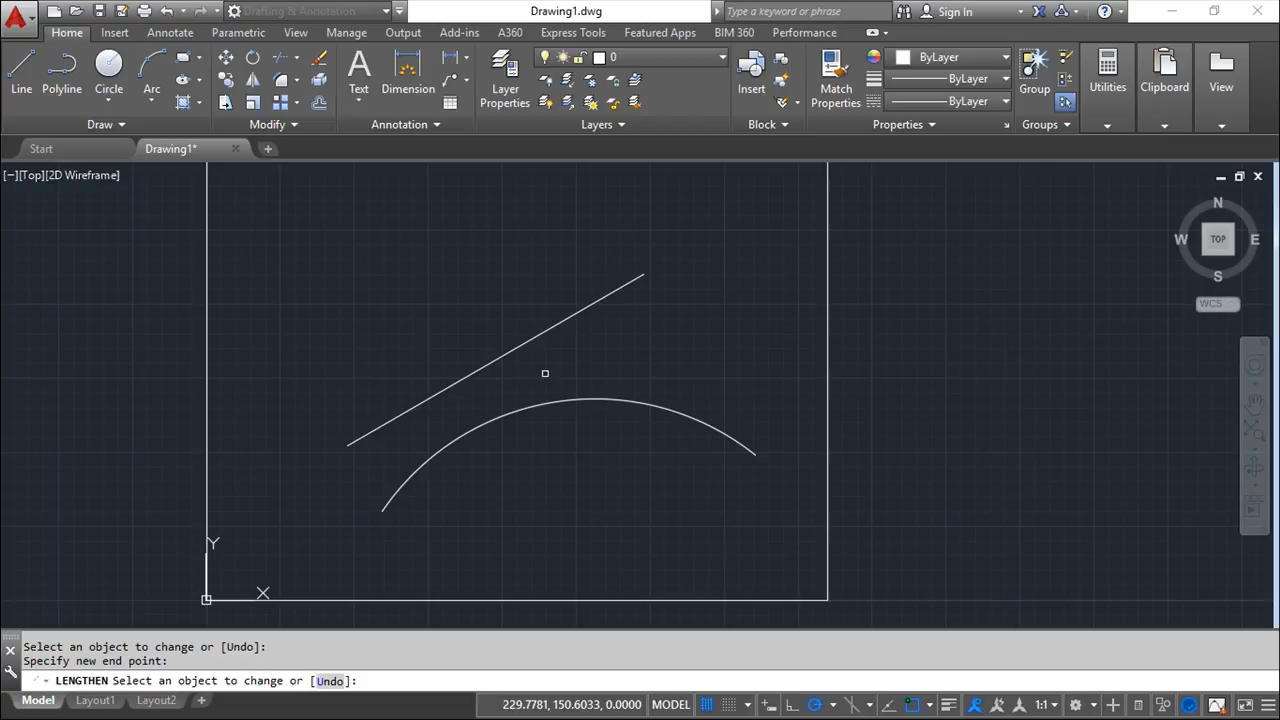 Drafting & Annotation
Drawing1.dwg
Type a keyword or phrase
Sign In
Home Insert Annotate Parametric View Manage Output Add-ins A360 Express Tools Featured Apps BIM 360 Performance
Line Polyline Circle Arc
Text Dimension
Layer Properties
0
Insert
Match Properties
ByLayer
ByLayer
ByLayer
Group
Utilities Clipboard View
Draw Modify Annotation Layers Block Properties Groups
Start Drawing1*
[−][Top][2D Wireframe]
N
W TOP E
S
WCS
Y
X
Select an object to change or [Undo]:
Specify new end point:
LENGTHEN Select an object to change or [Undo]:
Model Layout1 Layout2
229.7781, 150.6033, 0.0000 MODEL 1:1